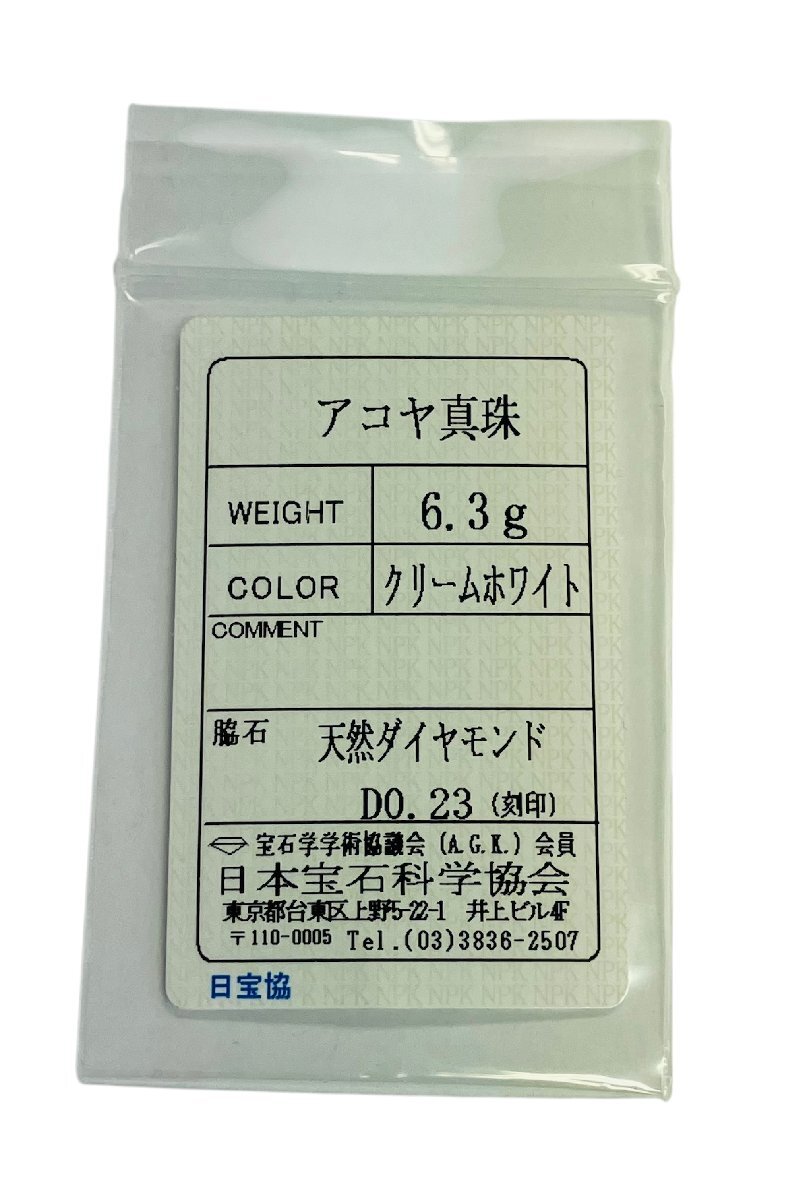 アコヤ真珠
WEIGHT 6.3g
COLOR クリームホワイト
COMMENT
脇石 天然ダイヤモンド
D0.23 (刻印)
宝石学学術協議会 (A.G.K.) 会員
日本宝石科学協会
東京都台東区上野5-22-1 井上ビル4F
〒110-0005 Tel.(03)3836-2507
日宝協